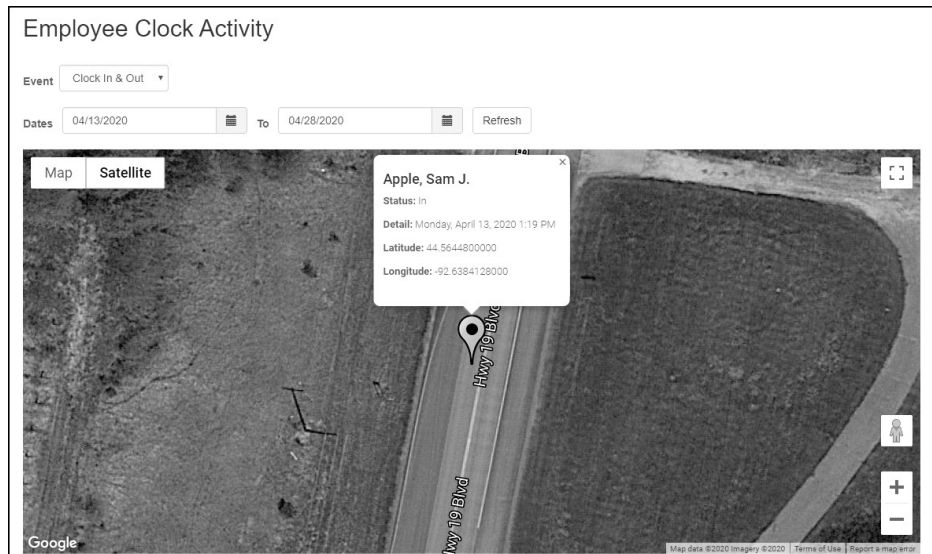 Employee Clock Activity
Event Clock In & Out
Dates 04/13/2020 To 04/28/2020 Refresh
Map Satellite
Apple, Sam J.
Status: In
Detail: Monday, April 13, 2020 1:19 PM
Latitude: 44.5644800000
Longitude: -92.6384128000
Hwy 19 Blvd
Hwy 19 Blvd
Google
Map data ©2020 Imagery ©2020 Terms of Use Report a map error